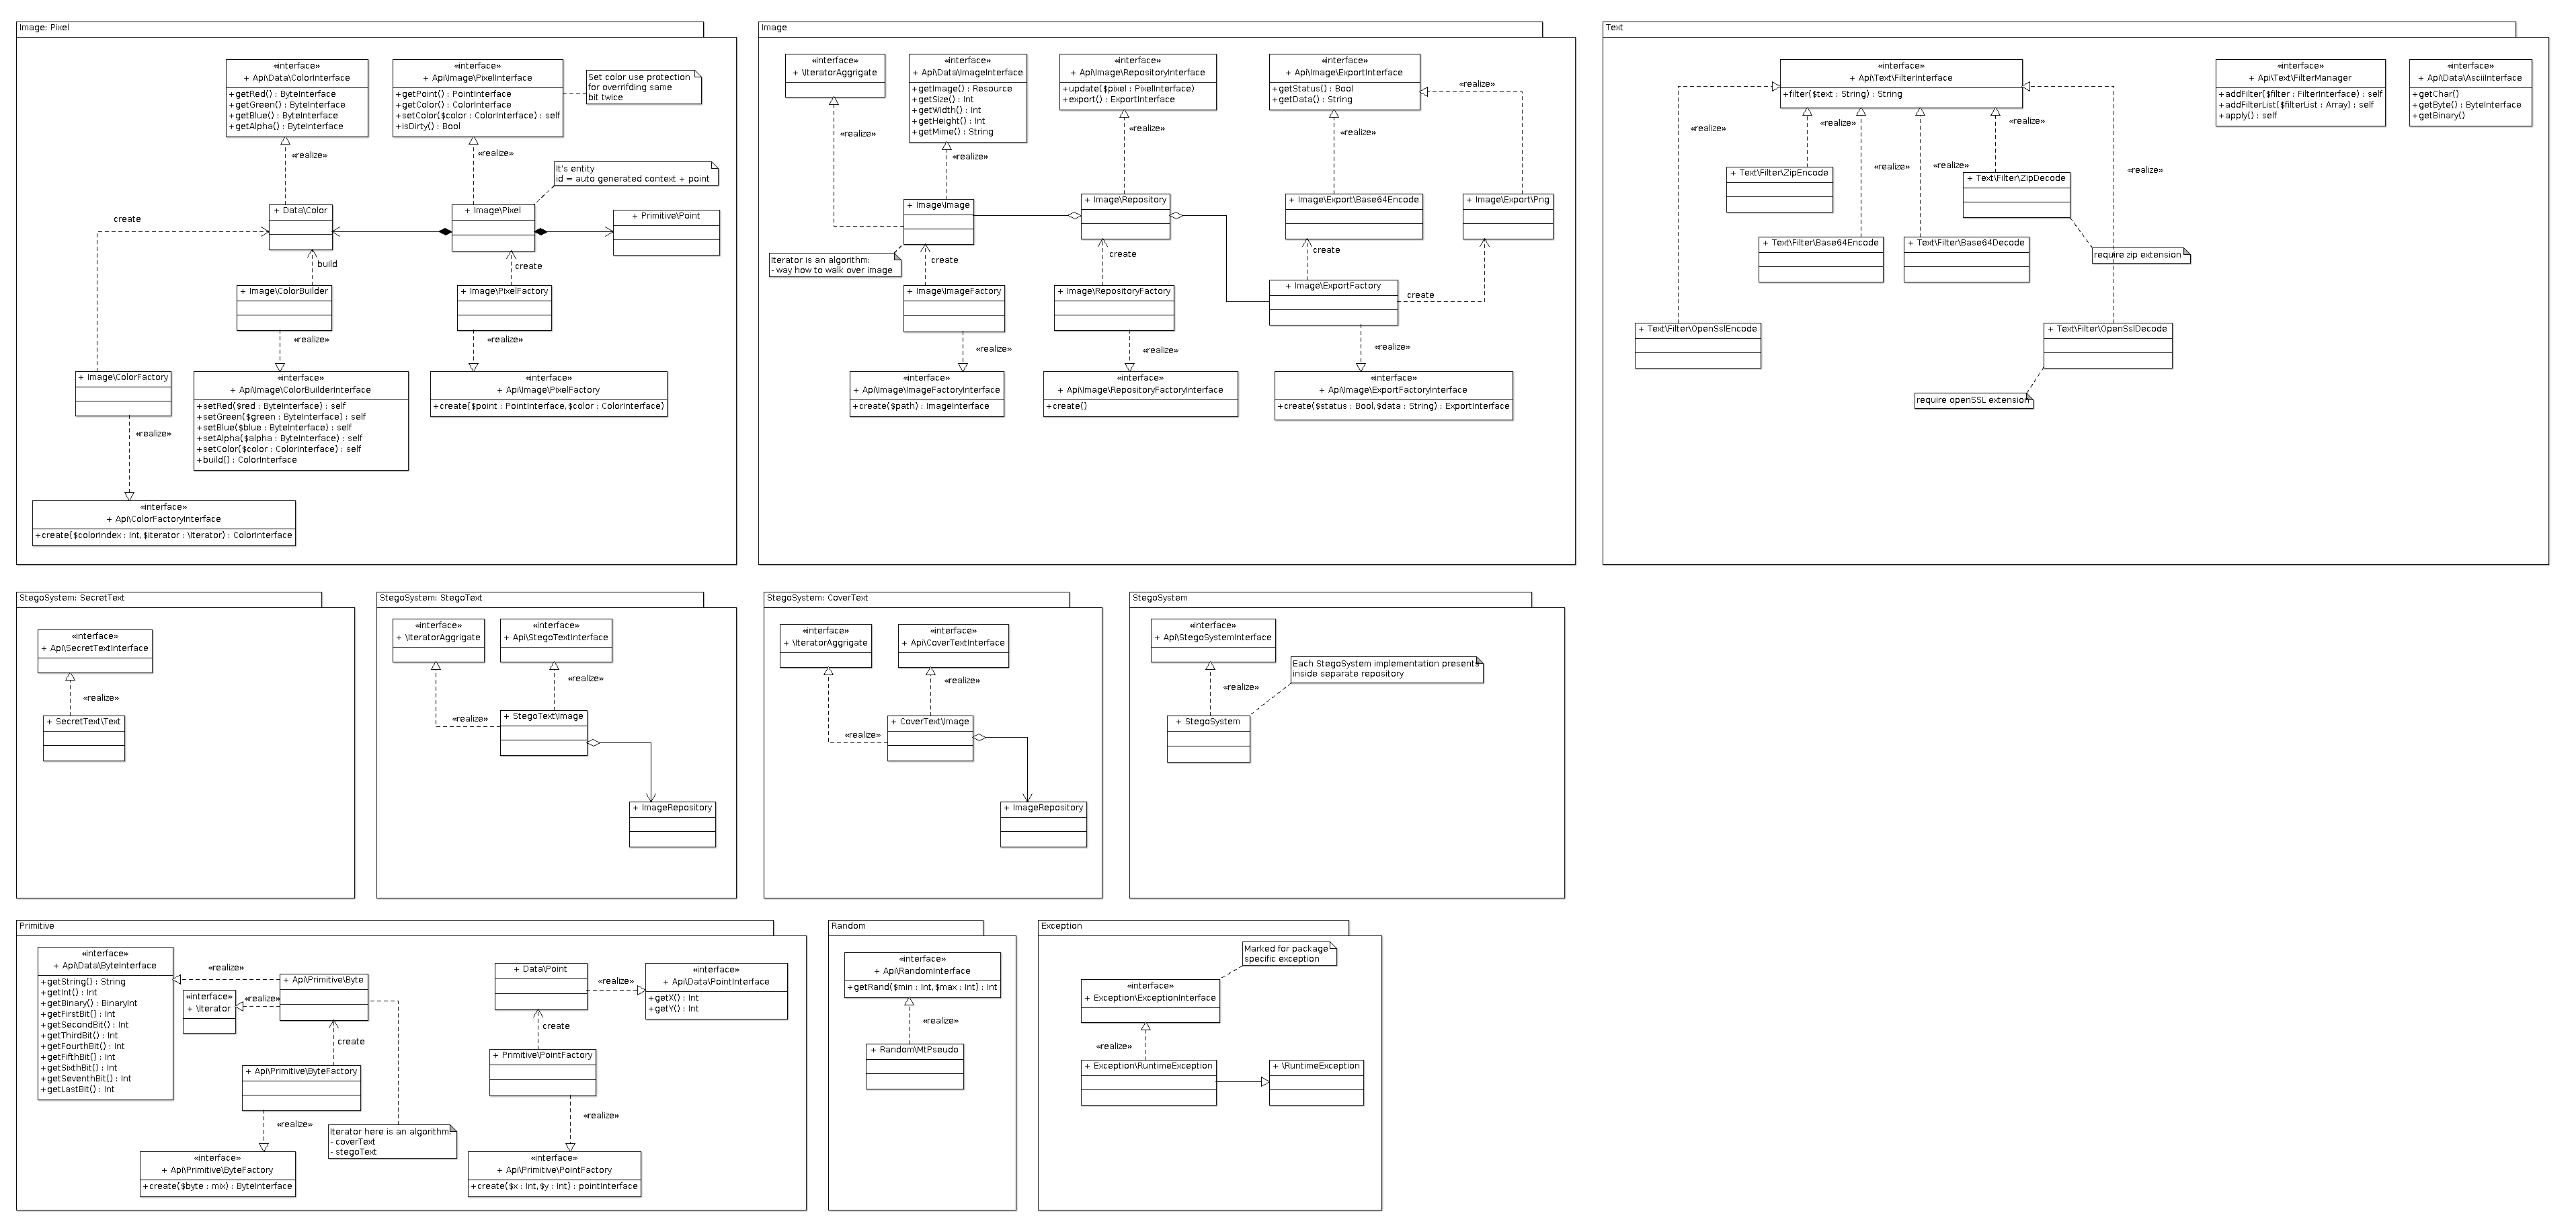 Image: Pixel
«interface»
+ Api\Data\ColorInterface
+getRed() : ByteInterface
+getGreen() : ByteInterface
+getBlue() : ByteInterface
+getAlpha() : ByteInterface
«interface»
+ Api\Image\PixelInterface
+getPoint() : PointInterface
+getColor() : ColorInterface
+setColor($color : ColorInterface) : self
+isDirty() : Bool
Set color use protection
for overrifding same
bit twice
«realize»
«realize»
It's entity
id = auto generated context + point
create
+ Data\Color
+ Image\Pixel
+ Primitive\Point
build
create
+ Image\ColorBuilder
+ Image\PixelFactory
«realize»
«realize»
+ Image\ColorFactory
«interface»
+ Api\Image\ColorBuilderInterface
+setRed($red : ByteInterface) : self
+setGreen($green : ByteInterface) : self
+setBlue($blue : ByteInterface) : self
+setAlpha($alpha : ByteInterface) : self
+setColor($color : ColorInterface) : self
+build() : ColorInterface
«interface»
+ Api\Image\PixelFactory
+create($point : PointInterface,$color : ColorInterface)
«realize»
«interface»
+ Api\ColorFactoryInterface
+create($colorIndex : Int,$iterator : \Iterator) : ColorInterface
Image
«interface»
+ \IteratorAggrigate
«interface»
+ Api\Data\ImageInterface
+getImage() : Resource
+getSize() : Int
+getWidth() : Int
+getHeight() : Int
+getMime() : String
«interface»
+ Api\Image\RepositoryInterface
+update($pixel : PixelInterface)
+export() : ExportInterface
«interface»
+ Api\Image\ExportInterface
+getStatus() : Bool
+getData() : String
«realize»
«realize»
«realize»
«realize»
«realize»
+ Image\Image
+ Image\Repository
+ Image\Export\Base64Encode
+ Image\Export\Png
Iterator is an algorithm:
- way how to walk over image
create
create
create
+ Image\ImageFactory
+ Image\RepositoryFactory
+ Image\ExportFactory
create
«realize»
«realize»
«realize»
«interface»
+ Api\Image\ImageFactoryInterface
+create($path) : ImageInterface
«interface»
+ Api\Image\RepositoryFactoryInterface
+create()
«interface»
+ Api\Image\ExportFactoryInterface
+create($status : Bool,$data : String) : ExportInterface
Text
«interface»
+ Api\Text\FilterInterface
+filter($text : String) : String
«interface»
+ Api\Text\FilterManager
+addFilter($filter : FilterInterface) : self
+addFilterList($filterList : Array) : self
+apply() : self
«interface»
+ Api\Data\AsciiInterface
+getChar()
+getByte() : ByteInterface
+getBinary()
«realize»
«realize»
«realize»
«realize»
«realize»
«realize»
+ Text\Filter\ZipEncode
+ Text\Filter\ZipDecode
+ Text\Filter\Base64Encode
+ Text\Filter\Base64Decode
require zip extension
+ Text\Filter\OpenSslEncode
+ Text\Filter\OpenSslDecode
require openSSL extension
StegoSystem: SecretText
«interface»
+ Api\SecretTextInterface
«realize»
+ SecretText\Text
StegoSystem: StegoText
«interface»
+ \IteratorAggrigate
«interface»
+ Api\StegoTextInterface
«realize»
«realize»
+ StegoText\Image
+ ImageRepository
StegoSystem: CoverText
«interface»
+ \IteratorAggrigate
«interface»
+ Api\CoverTextInterface
«realize»
«realize»
+ CoverText\Image
+ ImageRepository
StegoSystem
«interface»
+ Api\StegoSystemInterface
Each StegoSystem implementation presents
inside separate repository
«realize»
+ StegoSystem
Primitive
«interface»
+ Api\Data\ByteInterface
+getString() : String
+getInt() : Int
+getBinary() : BinaryInt
+getFirstBit() : Int
+getSecondBit() : Int
+getThirdBit() : Int
+getFourthBit() : Int
+getFifthBit() : Int
+getSixthBit() : Int
+getSeventhBit() : Int
+getLastBit() : Int
«realize»
+ Api\Primitive\Byte
«interface»
+ \Iterator
«realize»
create
+ Api\Primitive\ByteFactory
«realize»
Iterator here is an algorithm:
- coverText
- stegoText
«interface»
+ Api\Primitive\ByteFactory
+create($byte : mix) : ByteInterface
+ Data\Point
«realize»
«interface»
+ Api\Data\PointInterface
+getX() : Int
+getY() : Int
create
+ Primitive\PointFactory
«realize»
«interface»
+ Api\Primitive\PointFactory
+create($x : Int,$y : Int) : pointInterface
Random
«interface»
+ Api\RandomInterface
+getRand($min : Int,$max : Int) : Int
«realize»
+ Random\MtPseudo
Exception
Marked for package
specific exception
«interface»
+ Exception\ExceptionInterface
«realize»
+ Exception\RuntimeException
+ \RuntimeException